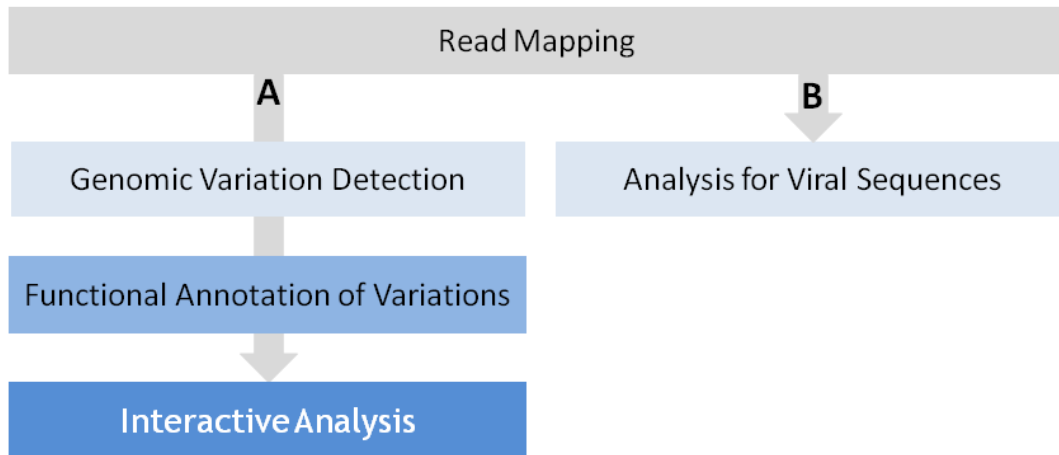 Read Mapping
A
B
Genomic Variation Detection
Analysis for Viral Sequences
Functional Annotation of Variations
Interactive Analysis